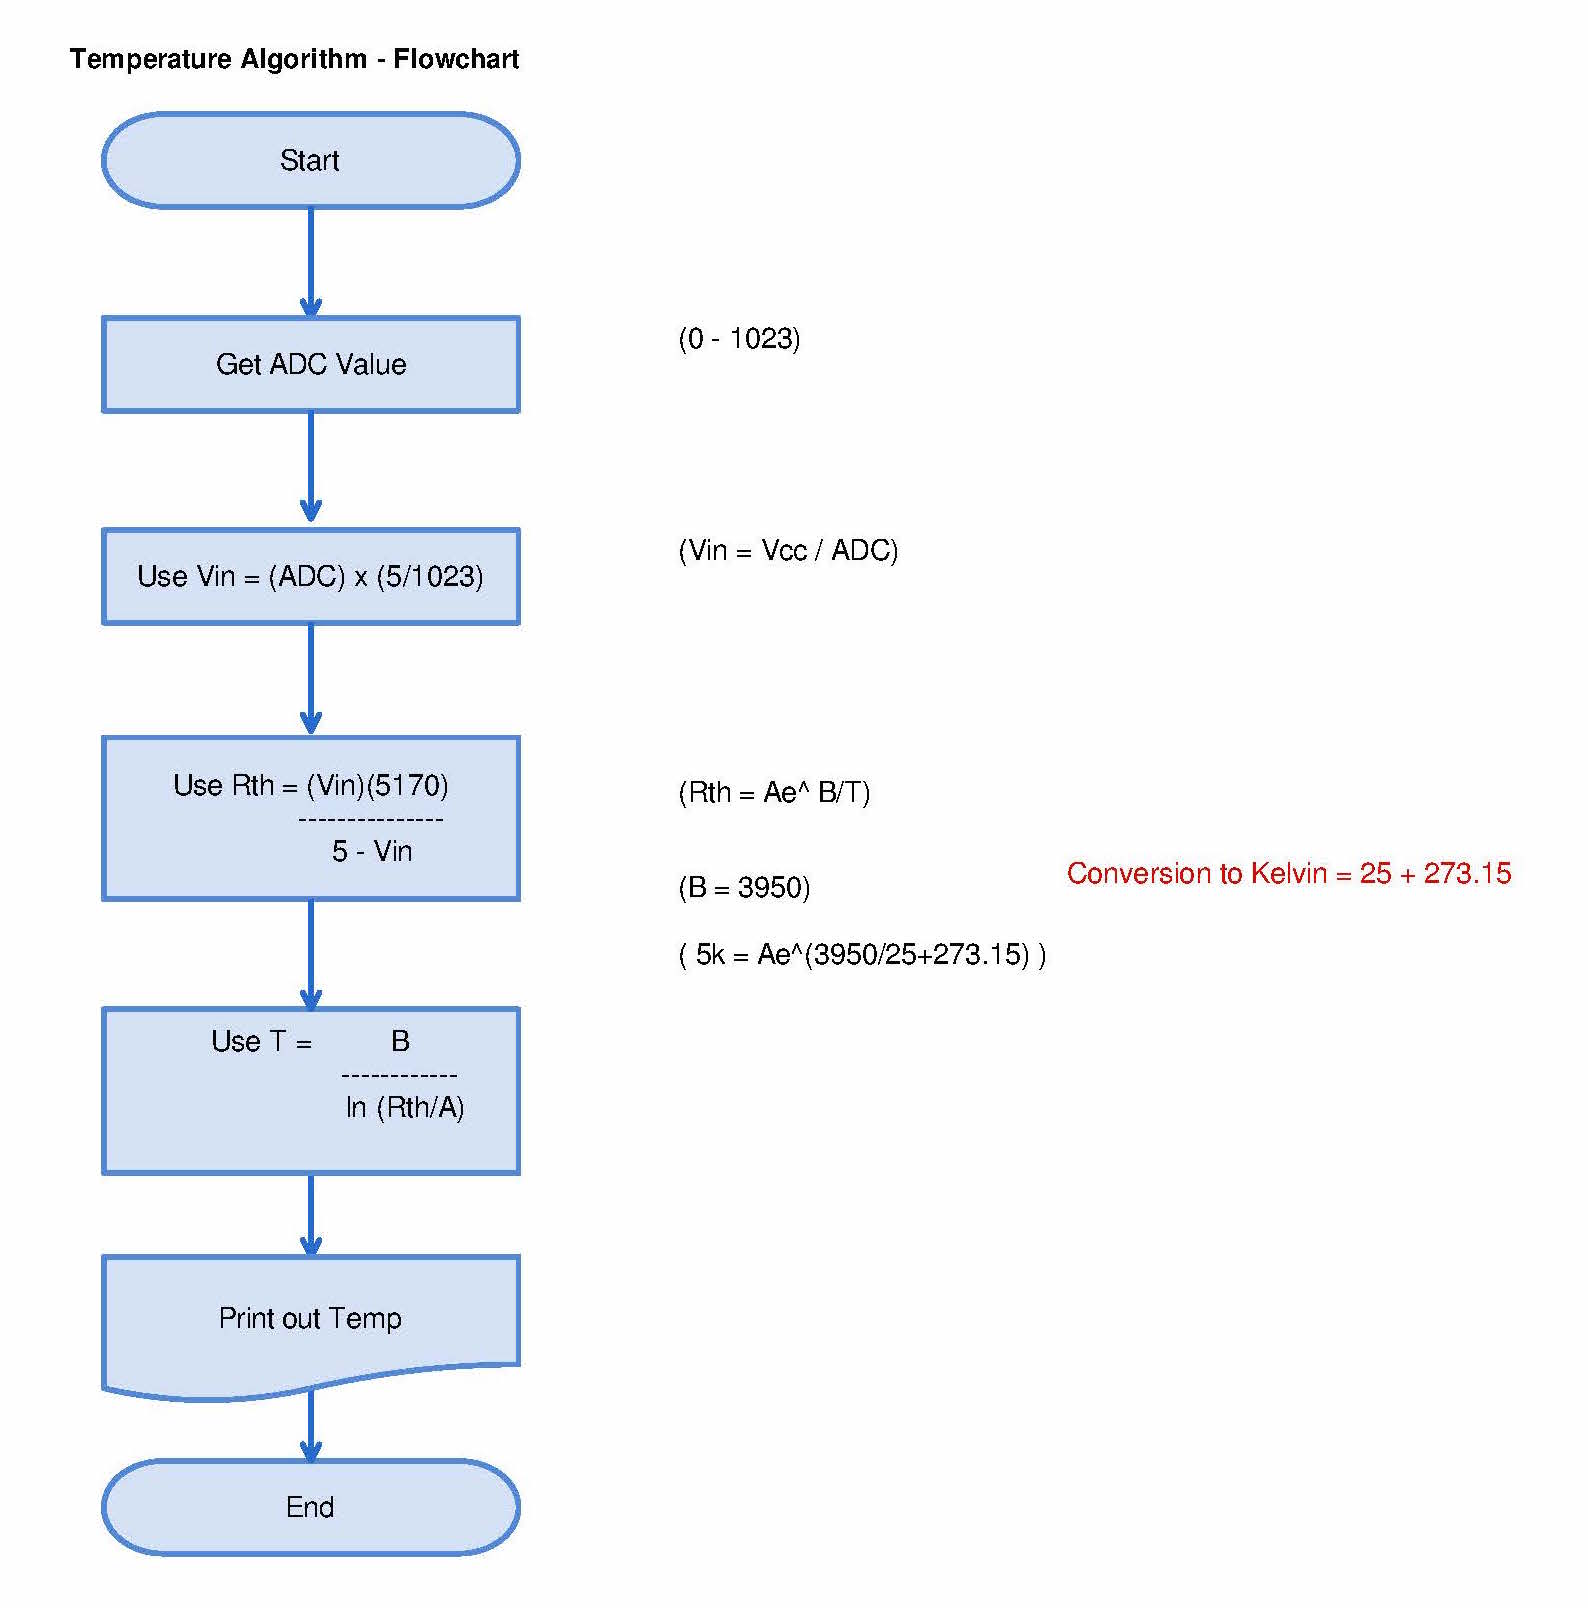 Temperature Algorithm - Flowchart
Start
Get ADC Value
(0 - 1023)
Use Vin = (ADC) x (5/1023)
(Vin = Vcc / ADC)
Use Rth = (Vin)(5170)
---------------
5 - Vin
(Rth = Ae^ B/T)
(B = 3950)
Conversion to Kelvin = 25 + 273.15
( 5k = Ae^(3950/25+273.15) )
Use T = B
------------
ln (Rth/A)
Print out Temp
End